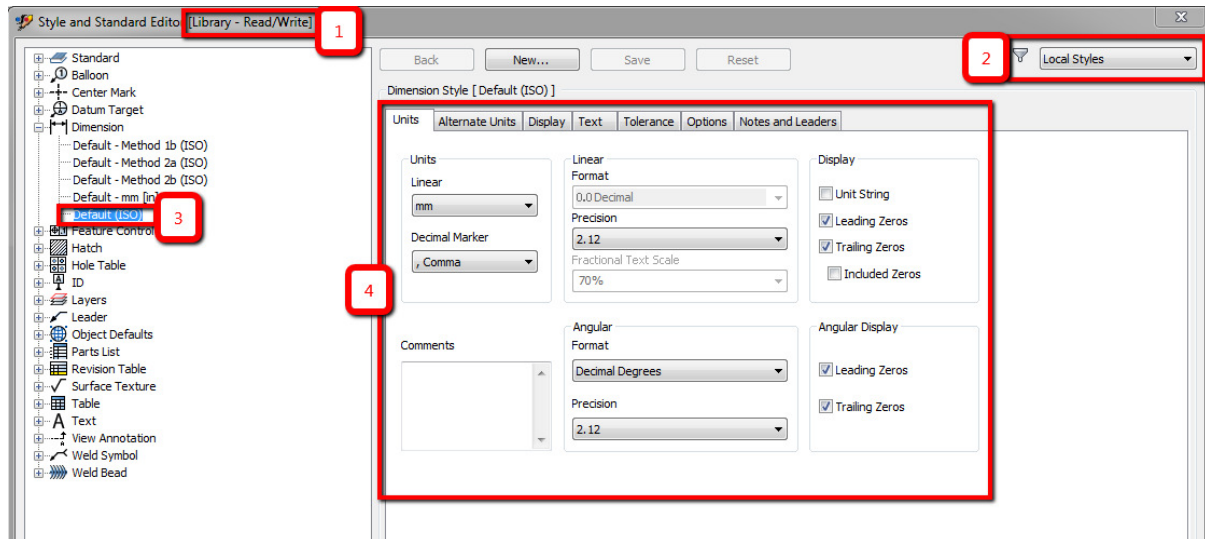 Style and Standard Editor [Library - Read/Write]
1
Standard
Balloon
Center Mark
Datum Target
Dimension
Default - Method 1b (ISO)
Default - Method 2a (ISO)
Default - Method 2b (ISO)
Default - mm [in]
Default (ISO)
3
Feature Control
Hatch
Hole Table
ID
Layers
Leader
Object Defaults
Parts List
Revision Table
Surface Texture
Table
Text
View Annotation
Weld Symbol
Weld Bead
Back New... Save Reset
2
Local Styles
Dimension Style [ Default (ISO) ]
Units Alternate Units Display Text Tolerance Options Notes and Leaders
4
Units
Linear
mm
Decimal Marker
, Comma
Linear
Format
0.0 Decimal
Precision
2.12
Fractional Text Scale
70%
Display
Unit String
Leading Zeros
Trailing Zeros
Included Zeros
Comments
Angular
Format
Decimal Degrees
Precision
2.12
Angular Display
Leading Zeros
Trailing Zeros